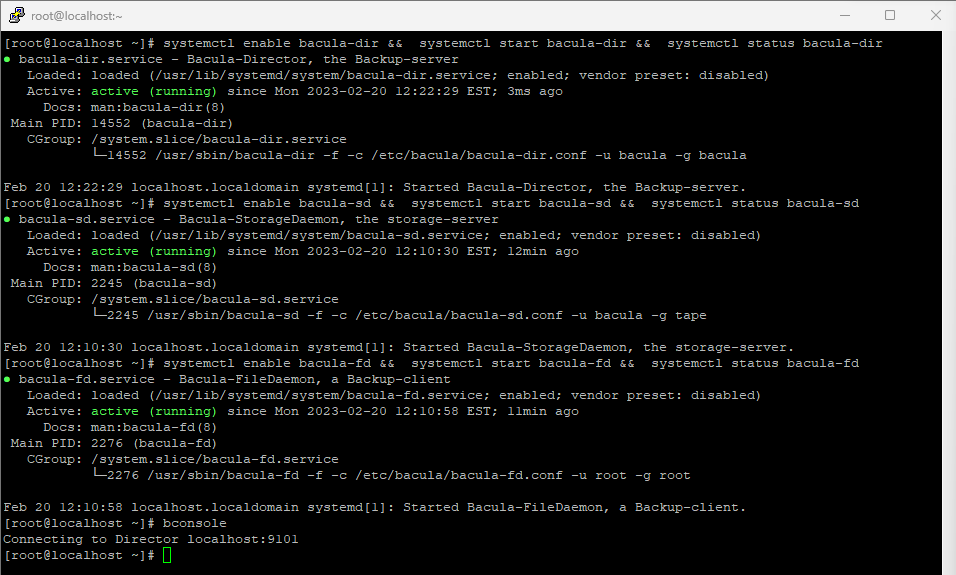 root@localhost:~
[root@localhost ~]# systemctl enable bacula-dir &&  systemctl start bacula-dir &&  systemctl status bacula-dir
● bacula-dir.service - Bacula-Director, the Backup-server
   Loaded: loaded (/usr/lib/systemd/system/bacula-dir.service; enabled; vendor preset: disabled)
   Active: active (running) since Mon 2023-02-20 12:22:29 EST; 3ms ago
     Docs: man:bacula-dir(8)
 Main PID: 14552 (bacula-dir)
   CGroup: /system.slice/bacula-dir.service
           └─14552 /usr/sbin/bacula-dir -f -c /etc/bacula/bacula-dir.conf -u bacula -g bacula
Feb 20 12:22:29 localhost.localdomain systemd[1]: Started Bacula-Director, the Backup-server.
[root@localhost ~]# systemctl enable bacula-sd &&  systemctl start bacula-sd &&  systemctl status bacula-sd
● bacula-sd.service - Bacula-StorageDaemon, the storage-server
   Loaded: loaded (/usr/lib/systemd/system/bacula-sd.service; enabled; vendor preset: disabled)
   Active: active (running) since Mon 2023-02-20 12:10:30 EST; 12min ago
     Docs: man:bacula-sd(8)
 Main PID: 2245 (bacula-sd)
   CGroup: /system.slice/bacula-sd.service
           └─2245 /usr/sbin/bacula-sd -f -c /etc/bacula/bacula-sd.conf -u bacula -g tape
Feb 20 12:10:30 localhost.localdomain systemd[1]: Started Bacula-StorageDaemon, the storage-server.
[root@localhost ~]# systemctl enable bacula-fd &&  systemctl start bacula-fd &&  systemctl status bacula-fd
● bacula-fd.service - Bacula-FileDaemon, a Backup-client
   Loaded: loaded (/usr/lib/systemd/system/bacula-fd.service; enabled; vendor preset: disabled)
   Active: active (running) since Mon 2023-02-20 12:10:58 EST; 11min ago
     Docs: man:bacula-fd(8)
 Main PID: 2276 (bacula-fd)
   CGroup: /system.slice/bacula-fd.service
           └─2276 /usr/sbin/bacula-fd -f -c /etc/bacula/bacula-fd.conf -u root -g root
Feb 20 12:10:58 localhost.localdomain systemd[1]: Started Bacula-FileDaemon, a Backup-client.
[root@localhost ~]# bconsole
Connecting to Director localhost:9101
[root@localhost ~]#